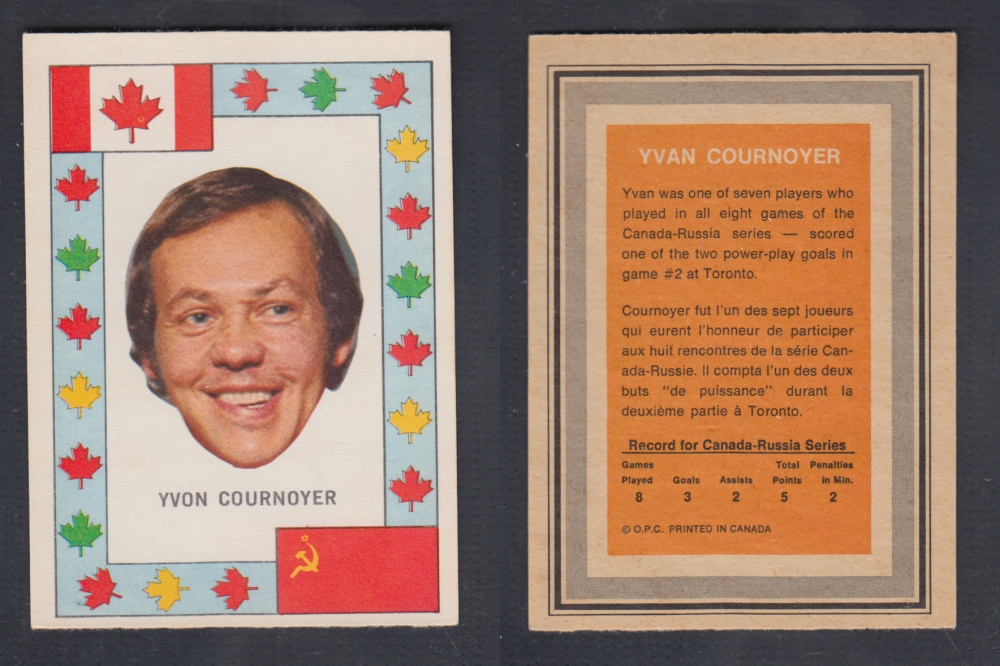 YVON COURNOYER
YVAN COURNOYER
Yvan was one of seven players who
played in all eight games of the
Canada-Russia series — scored
one of the two power-play goals in
game #2 at Toronto.
Cournoyer fut l'un des sept joueurs
qui eurent l'honneur de participer
aux huit rencontres de la série Can-
ada-Russie. Il compta l'un des deux
buts "de puissance" durant la
deuxième partie à Toronto.
Record for Canada-Russia Series
Games Total Penalties
Played Goals Assists Points in Min.
8 3 2 5 2
© O.P.C. PRINTED IN CANADA